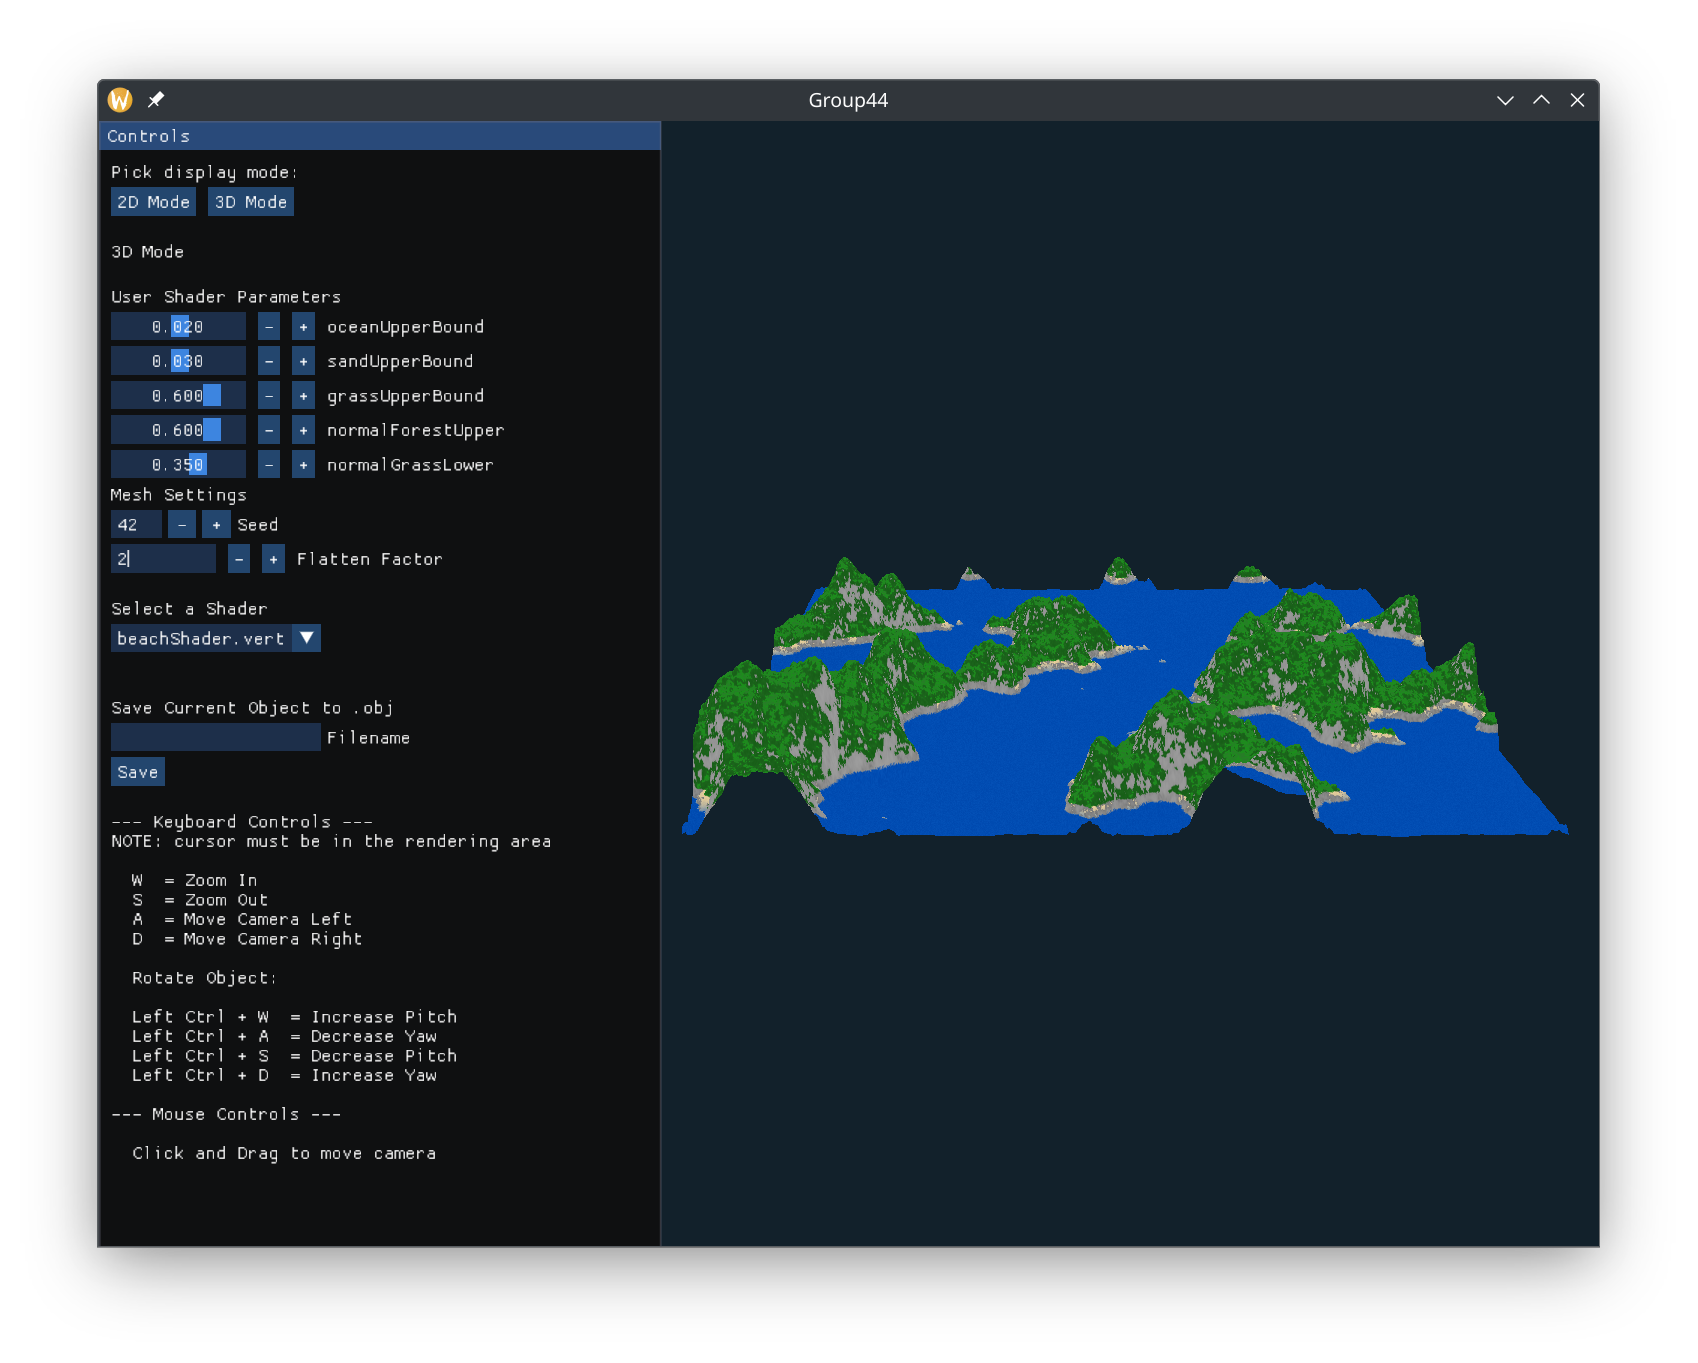 W
Group44
Controls
Pick display mode:
2D Mode 3D Mode
3D Mode
User Shader Parameters
0.020 - + oceanUpperBound
0.030 - + sandUpperBound
0.600 - + grassUpperBound
0.600 - + normalForestUpper
0.350 - + normalGrassLower
Mesh Settings
42 - + Seed
2 - + Flatten Factor
Select a Shader
beachShader.vert
Save Current Object to .obj
Filename
Save
--- Keyboard Controls ---
NOTE: cursor must be in the rendering area
W = Zoom In
S = Zoom Out
A = Move Camera Left
D = Move Camera Right
Rotate Object:
Left Ctrl + W = Increase Pitch
Left Ctrl + A = Decrease Yaw
Left Ctrl + S = Decrease Pitch
Left Ctrl + D = Increase Yaw
--- Mouse Controls ---
Click and Drag to move camera